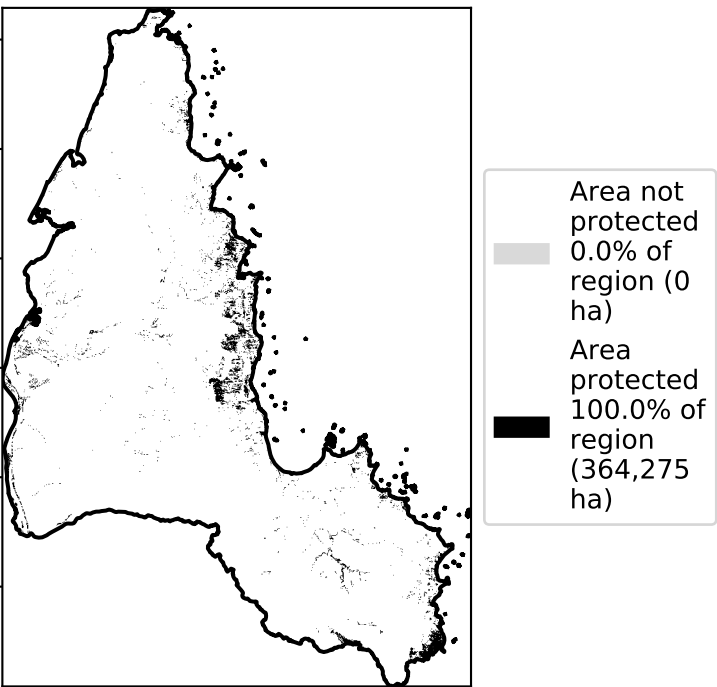 Area not
protected
0.0% of
region (0
ha)
Area
protected
100.0% of
region
(364,275
ha)